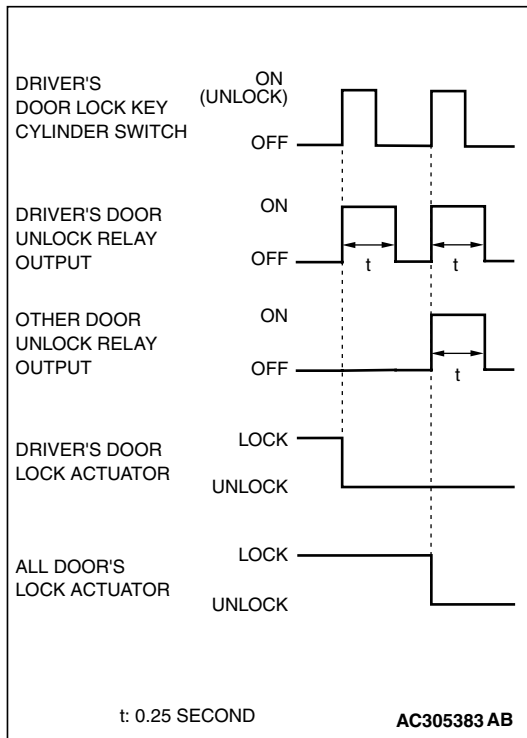 DRIVER'S
DOOR LOCK KEY
CYLINDER SWITCH
ON
(UNLOCK)
OFF
DRIVER'S DOOR
UNLOCK RELAY
OUTPUT
ON
OFF
t
t
OTHER DOOR
UNLOCK RELAY
OUTPUT
ON
OFF
t
DRIVER'S DOOR
LOCK ACTUATOR
LOCK
UNLOCK
ALL DOOR'S
LOCK ACTUATOR
LOCK
UNLOCK
t: 0.25 SECOND
AC305383 AB